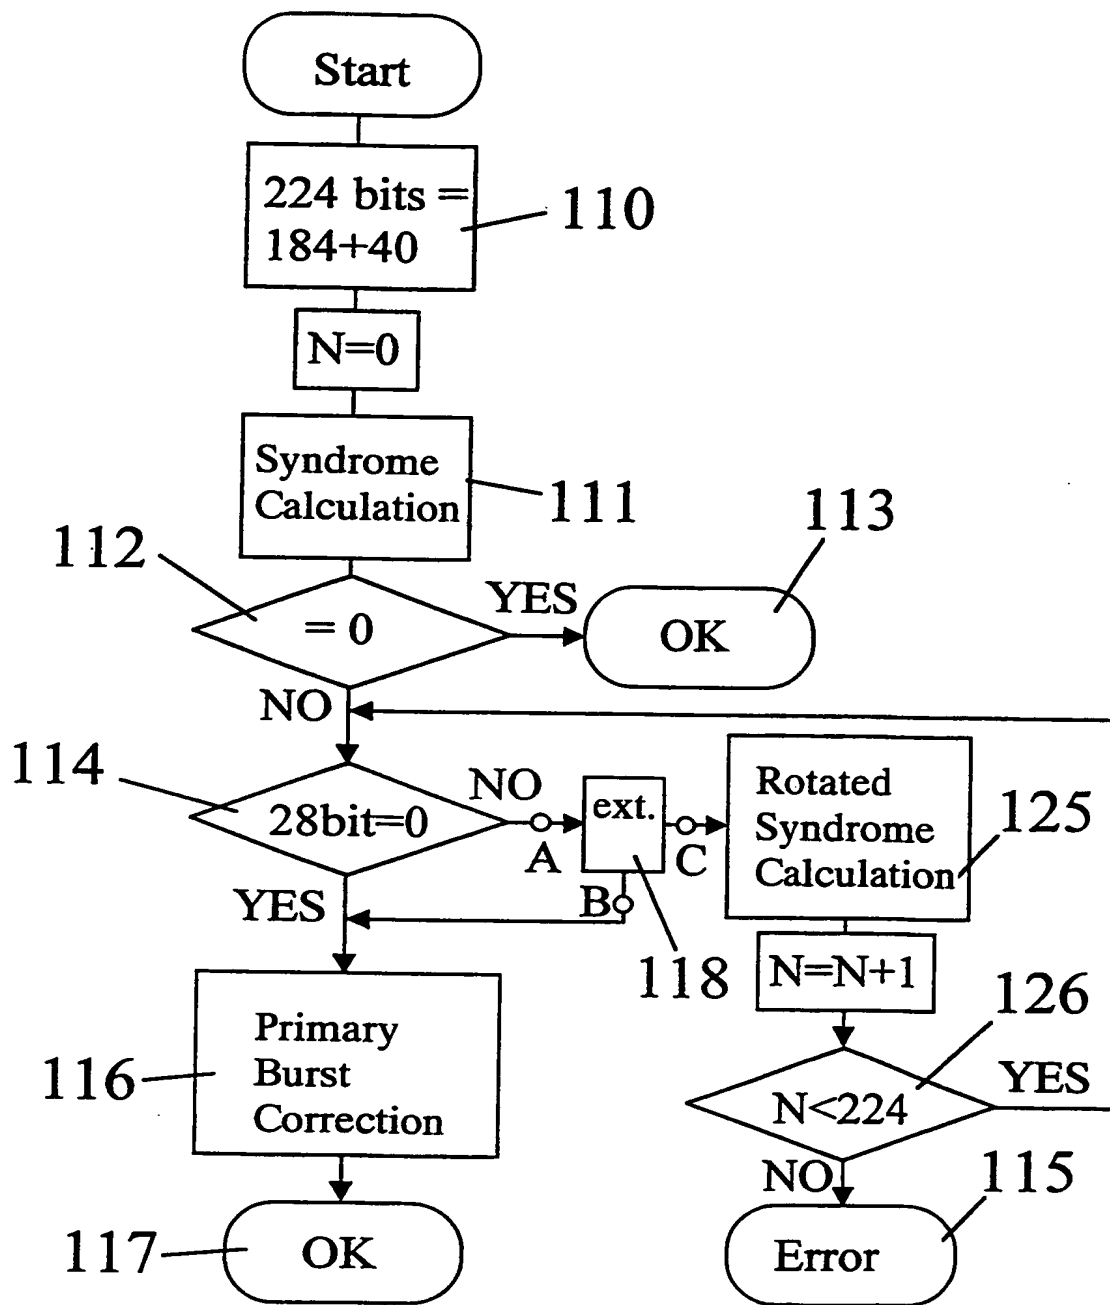 Start
224 bits =
184+40
110
N=0
Syndrome
Calculation
111
113
112
= 0
YES
OK
NO
114
28bit=0
NO
A
ext.
C
B
118
Rotated
Syndrome
Calculation
125
YES
N=N+1
126
Primary
Burst
Correction
116
N<224
YES
NO
115
117
OK
Error